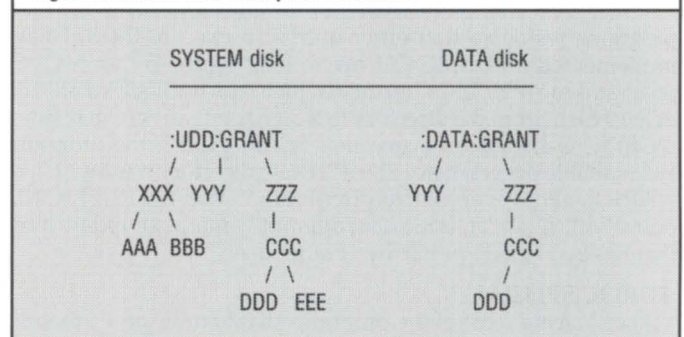 SYSTEM disk DATA disk
:UDD:GRANT :DATA:GRANT
/ | \ / \
XXX YYY ZZZ YYY ZZZ
/ \ | |
AAA BBB CCC CCC
/ \ /
DDD EEE DDD